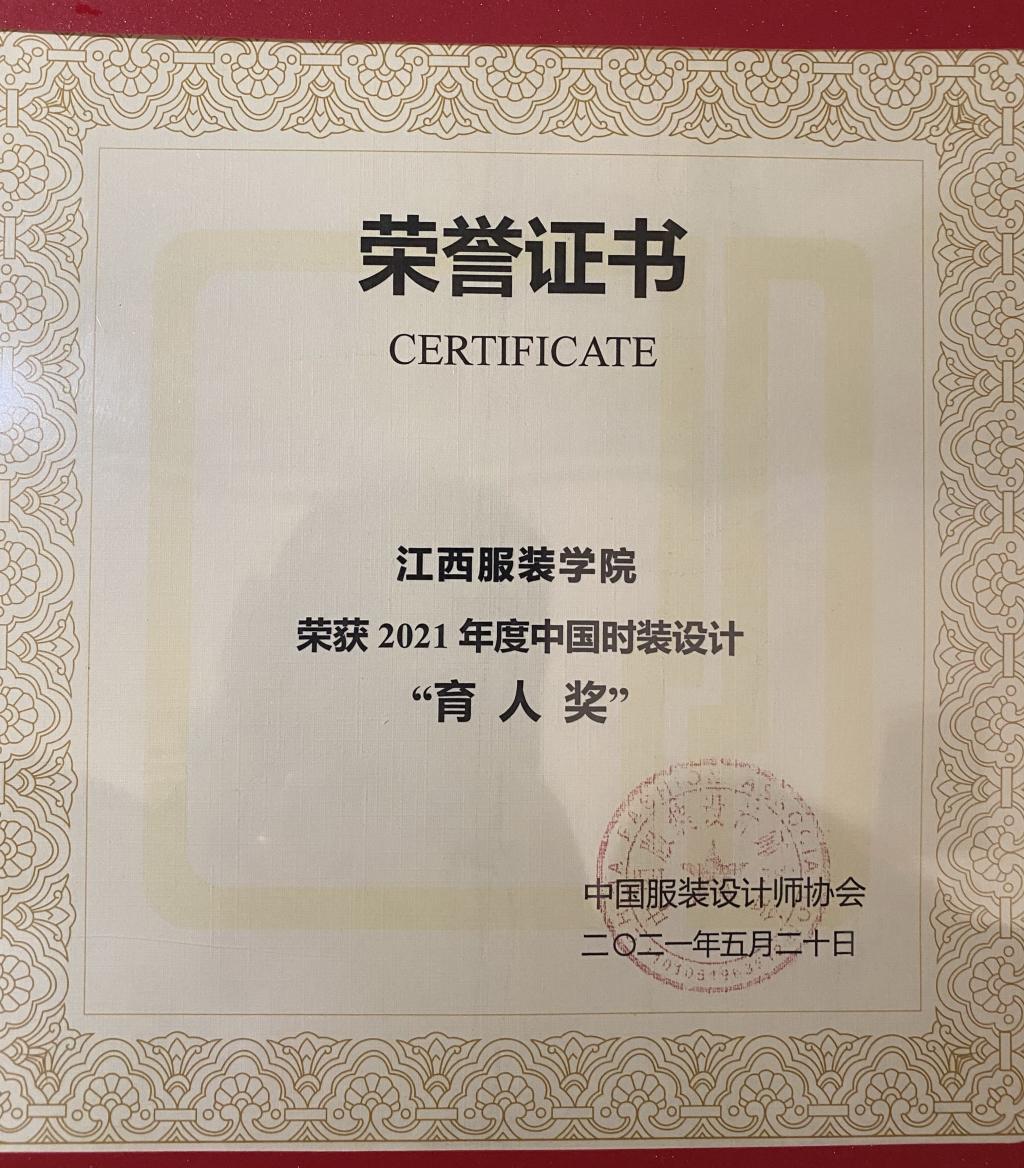 荣誉证书
CERTIFICATE
江西服装学院
荣获 2021 年度中国时装设计
“育 人 奖”
中国服装设计师协会
二〇二一年五月二十日
FASHION ASSOCIA